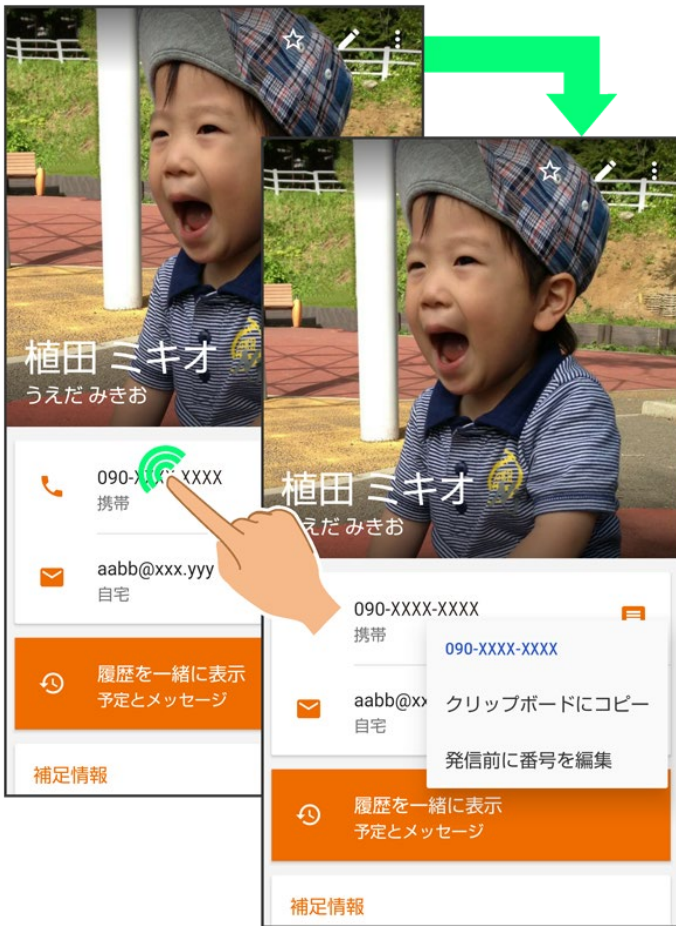 植田 ミキオ
うえだ みきお
090-XXXX-XXXX
携帯
aabb@xxx.yyy
自宅
履歴を一緒に表示
予定とメッセージ
補足情報
植田 ミキオ
えだ みきお
090-XXXX-XXXX
携帯
aabb@xx
自宅
090-XXXX-XXXX
クリップボードにコピー
発信前に番号を編集
履歴を一緒に表示
予定とメッセージ
補足情報